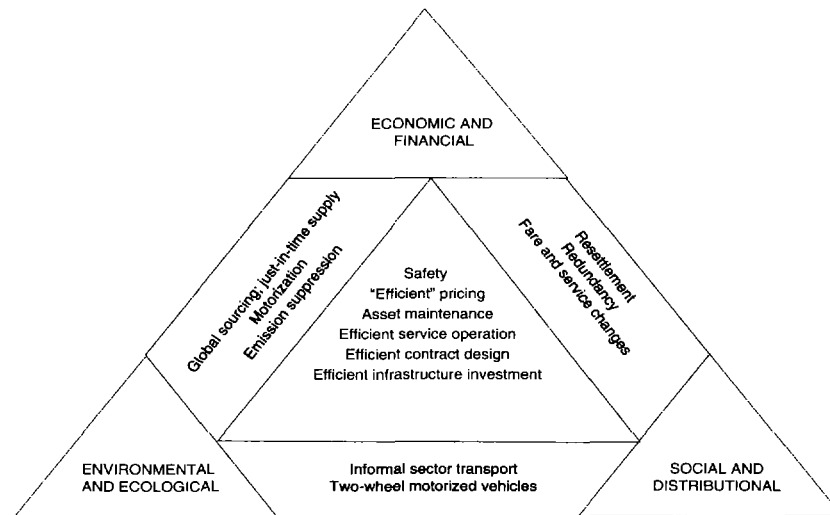 ECONOMIC AND
FINANCIAL
Global sourcing; just-in-time supply
Motorization
Emission suppression
Resettlement
Redundancy
Fare and service changes
Safety
"Efficient" pricing
Asset maintenance
Efficient service operation
Efficient contract design
Efficient infrastructure investment
ENVIRONMENTAL
AND ECOLOGICAL
Informal sector transport
Two-wheel motorized vehicles
SOCIAL AND
DISTRIBUTIONAL